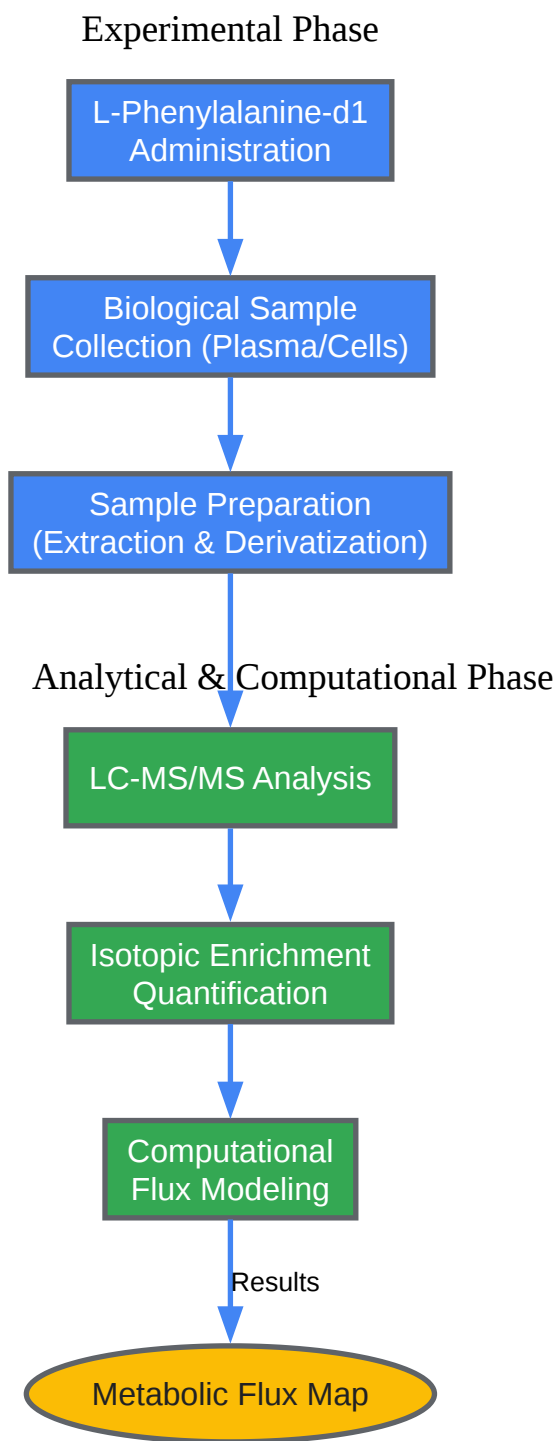 Experimental Phase
L-Phenylalanine-d1
Administration
Biological Sample
Collection (Plasma/Cells)
Sample Preparation
(Extraction & Derivatization)
Analytical & Computational Phase
LC-MS/MS Analysis
Isotopic Enrichment
Quantification
Computational
Flux Modeling
Results
Metabolic Flux Map